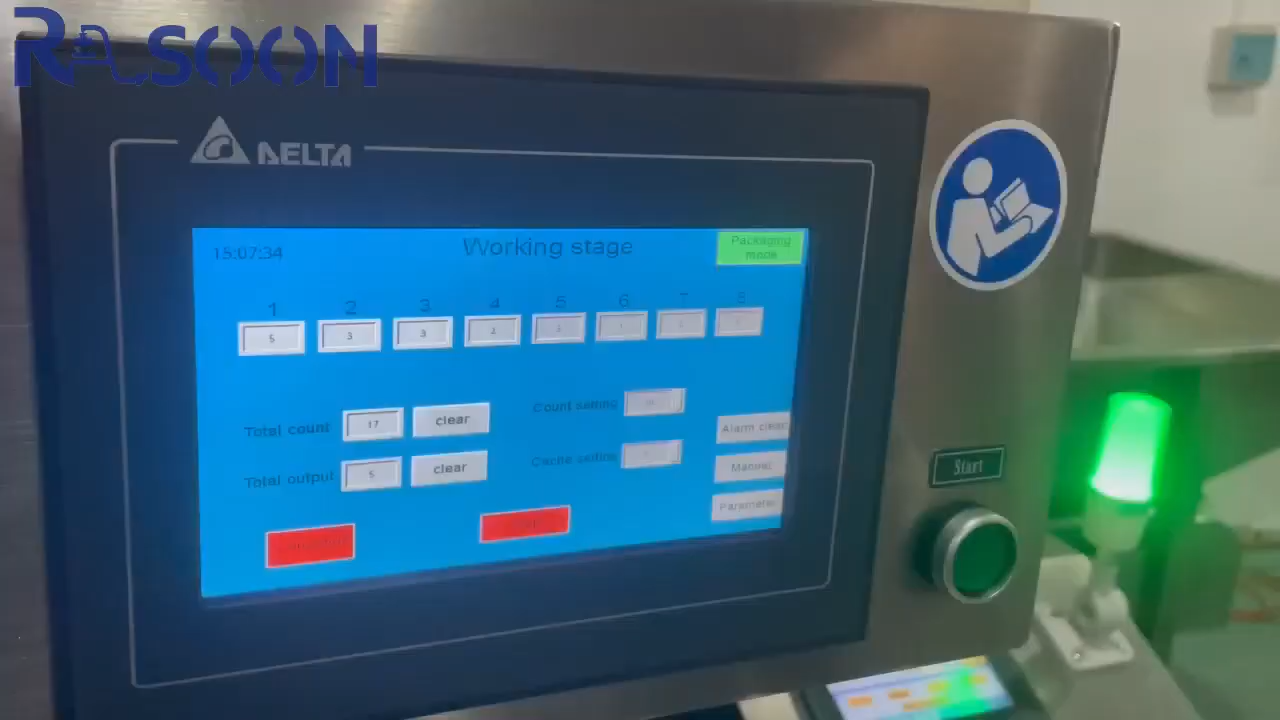 RASOON
DELTA
15:07:34
Working stage
Packaging
mode
1 2 3 4 5 6 7 8
5 3 3 2
Count setting
Total count 17 clear
Alarm clear
Cache
Total output 5 clear
Manual
Parameter
Start